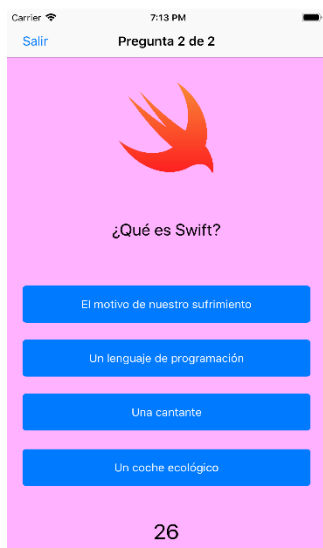 Carrier 7:13 PM
Salir Pregunta 2 de 2
¿Qué es Swift?
El motivo de nuestro sufrimiento
Un lenguaje de programación
Una cantante
Un coche ecológico
26